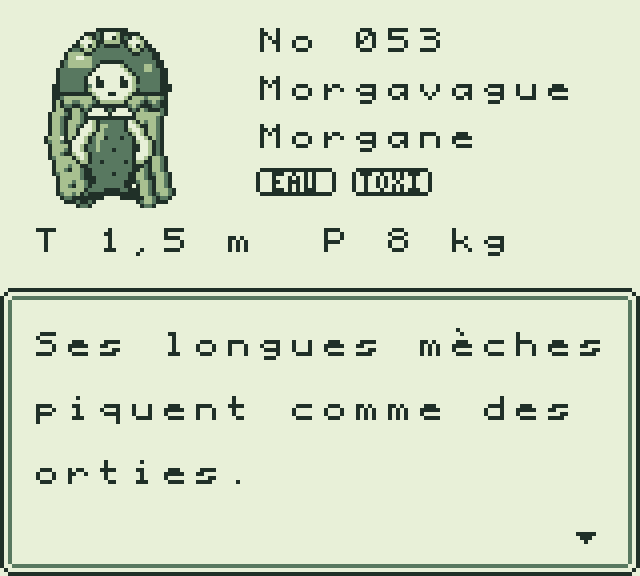 No 053
Morgavague
Morgane
EAU TOXI
T 1,5 m P 8 kg
Ses longues mèches
piquent comme des
orties.